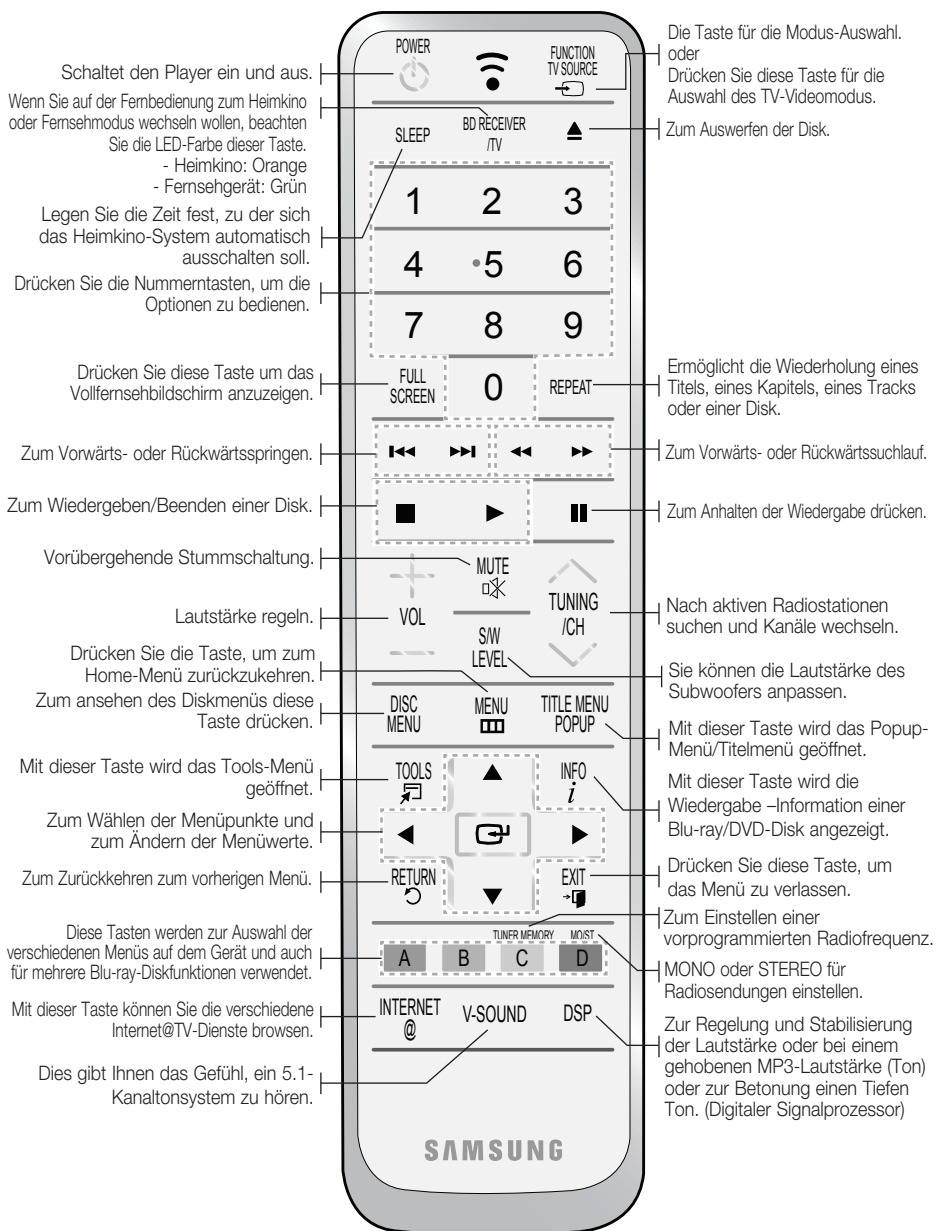 POWER
FUNCTION
TV SOURCE
Schaltet den Player ein und aus.
Die Taste für die Modus-Auswahl.
oder
Drücken Sie diese Taste für die
Auswahl des TV-Videomodus.
Wenn Sie auf der Fernbedienung zum Heimkino
oder Fernsehmodus wechseln wollen, beachten
Sie die LED-Farbe dieser Taste.
- Heimkino: Orange
- Fernsehgerät: Grün
SLEEP
BD RECEIVER
/TV
Zum Auswerfen der Disk.
Legen Sie die Zeit fest, zu der sich
das Heimkino-System automatisch
ausschalten soll.
1 2 3
4 5 6
Drücken Sie die Nummerntasten, um die
Optionen zu bedienen.
7 8 9
Drücken Sie diese Taste um das
Vollfernsehbildschirm anzuzeigen.
FULL
SCREEN
0
REPEAT
Ermöglicht die Wiederholung eines
Titels, eines Kapitels, eines Tracks
oder einer Disk.
Zum Vorwärts- oder Rückwärtsspringen.
Zum Vorwärts- oder Rückwärtssuchlauf.
Zum Wiedergeben/Beenden einer Disk.
Zum Anhalten der Wiedergabe drücken.
Vorübergehende Stummschaltung.
MUTE
Lautstärke regeln.
VOL
TUNING
/CH
Nach aktiven Radiostationen
suchen und Kanäle wechseln.
S/W
LEVEL
Drücken Sie die Taste, um zum
Home-Menü zurückzukehren.
Sie können die Lautstärke des
Subwoofers anpassen.
Zum ansehen des Diskmenüs diese
Taste drücken.
DISC
MENU
MENU
TITLE MENU
POPUP
Mit dieser Taste wird das Popup-
Menü/Titelmenü geöffnet.
Mit dieser Taste wird das Tools-Menü
geöffnet.
TOOLS
INFO
i
Mit dieser Taste wird die
Wiedergabe –Information einer
Blu-ray/DVD-Disk angezeigt.
Zum Wählen der Menüpunkte und
zum Ändern der Menüwerte.
Zum Zurückkehren zum vorherigen Menü.
RETURN
EXIT
Drücken Sie diese Taste, um
das Menü zu verlassen.
Zum Einstellen einer
vorprogrammierten Radiofrequenz.
Diese Tasten werden zur Auswahl der
verschiedenen Menüs auf dem Gerät und auch
für mehrere Blu-ray-Diskfunktionen verwendet.
TUNER MEMORY MO/ST
A B C D
MONO oder STEREO für
Radiosendungen einstellen.
Mit dieser Taste können Sie die verschiedene
Internet@TV-Dienste browsen.
INTERNET
@
V-SOUND
DSP
Zur Regelung und Stabilisierung
der Lautstärke oder bei einem
gehobenen MP3-Lautstärke (Ton)
oder zur Betonung einen Tiefen
Ton. (Digitaler Signalprozessor)
Dies gibt Ihnen das Gefühl, ein 5.1-
Kanaltonsystem zu hören.
SAMSUNG